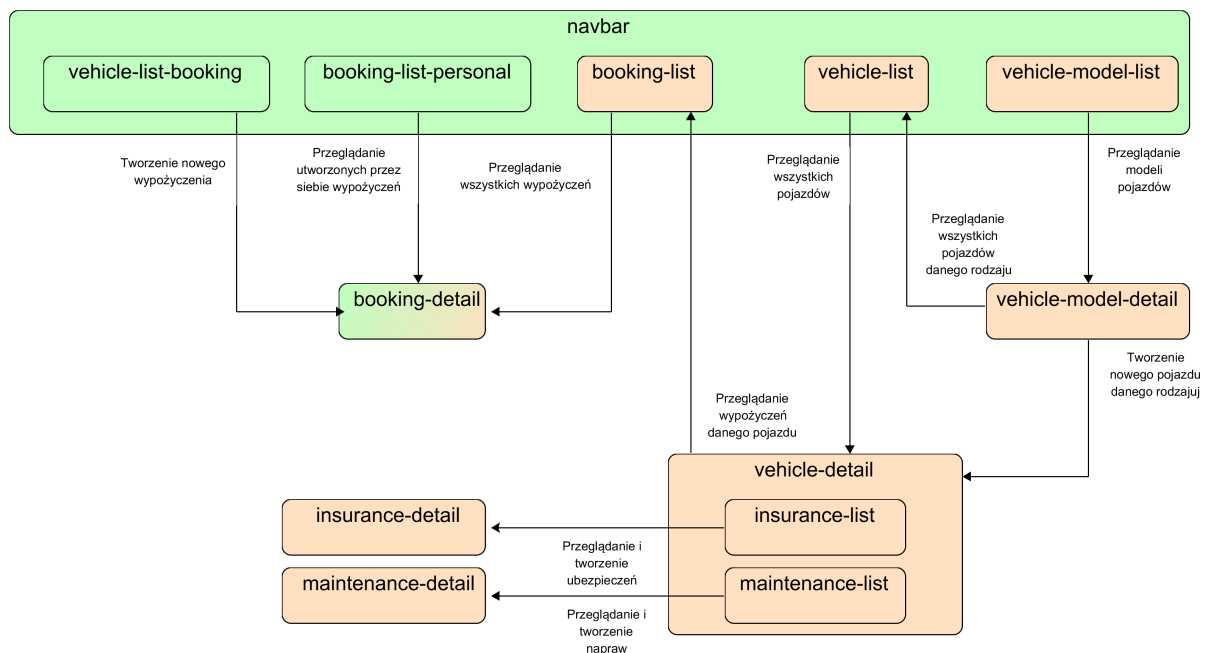 navbar
vehicle-list-booking
booking-list-personal
booking-list
vehicle-list
vehicle-model-list
Tworzenie nowego
wypożyczenia
Przeglądanie
utworzonych przez
siebie wypożyczeń
Przeglądanie
wszystkich wypożyczeń
Przeglądanie
wszystkich
pojazdów
Przeglądanie
modeli
pojazdów
Przeglądanie
wszystkich
pojazdów
danego rodzaju
booking-detail
vehicle-model-detail
Tworzenie
nowego pojazdu
danego rodzajuj
Przeglądanie
wypożyczeń
danego pojazdu
vehicle-detail
insurance-detail
insurance-list
Przeglądanie i
tworzenie
ubezpieczeń
maintenance-detail
maintenance-list
Przeglądanie i
tworzenie
napraw